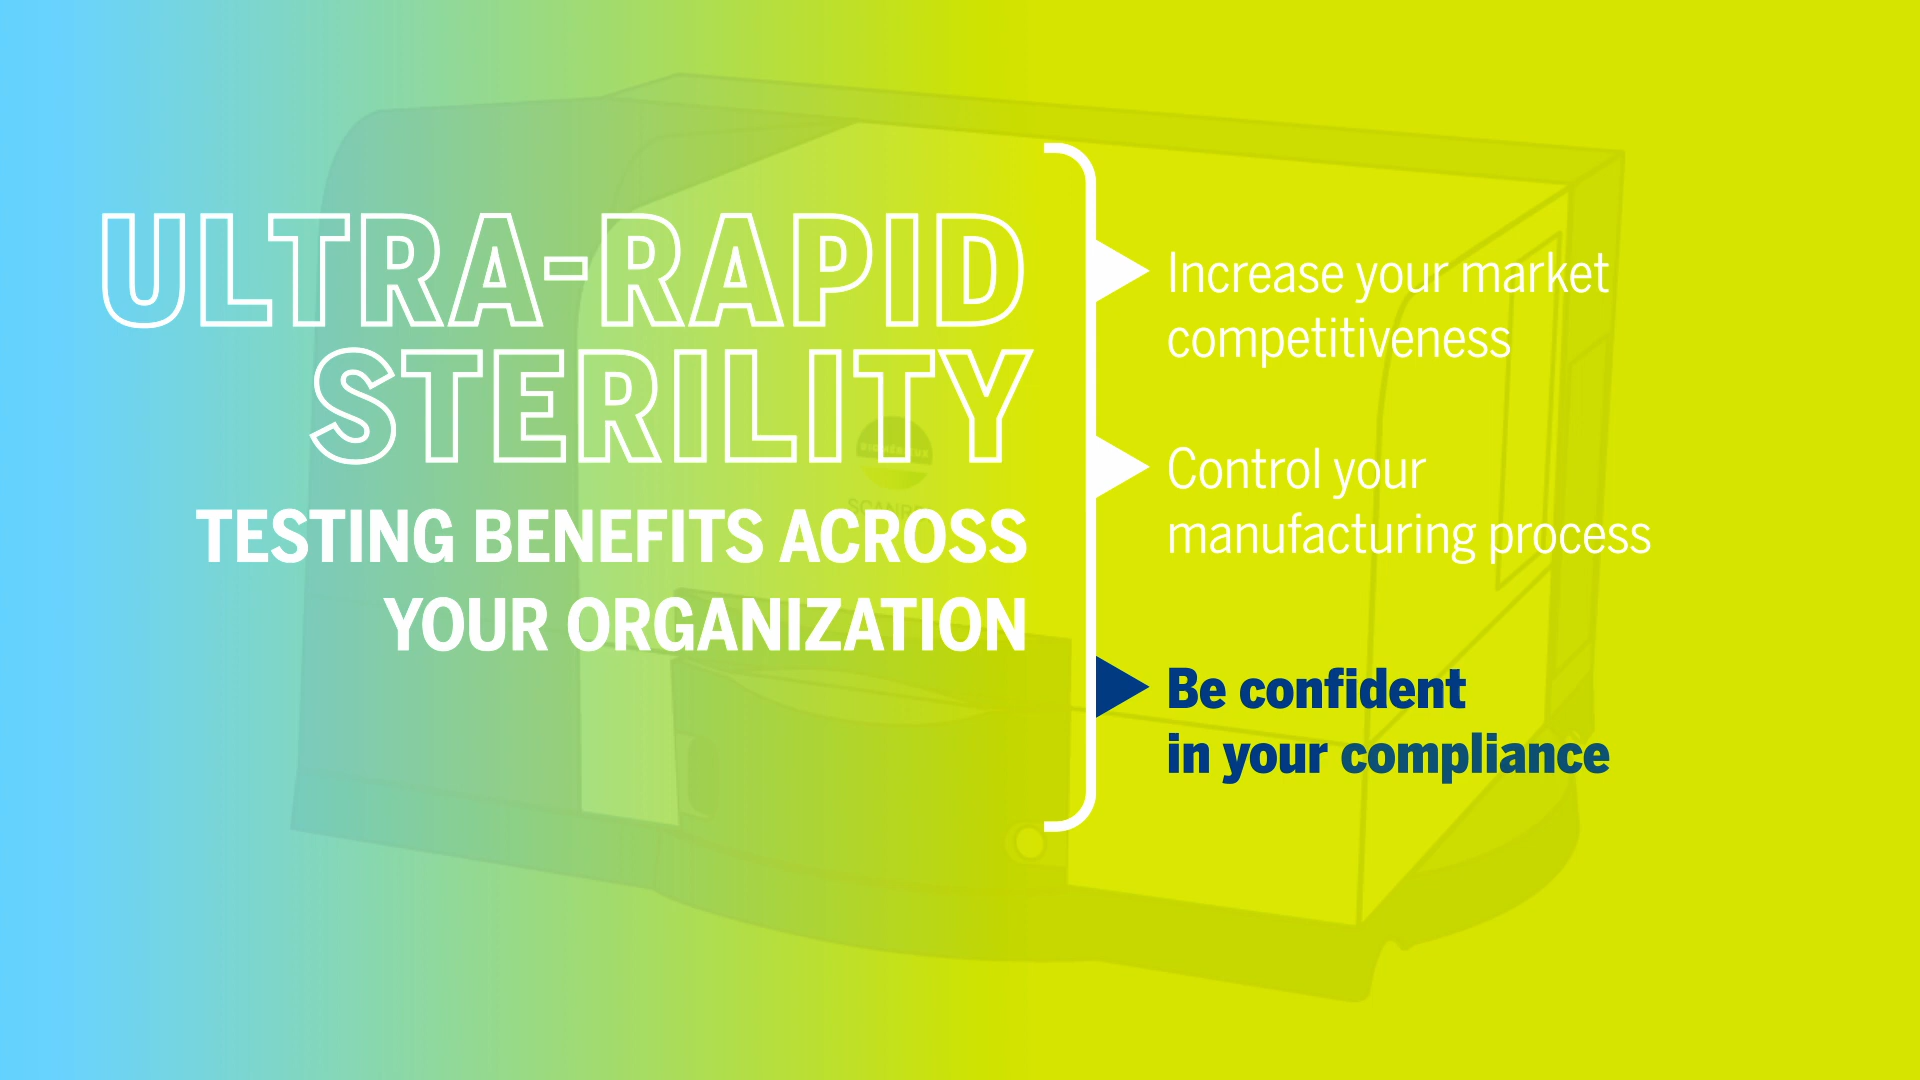 ULTRA-RAPID
STERILITY
TESTING BENEFITS ACROSS
YOUR ORGANIZATION
Increase your market
competitiveness
Control your
manufacturing process
Be confident
in your compliance
BIOMÉRIEUX